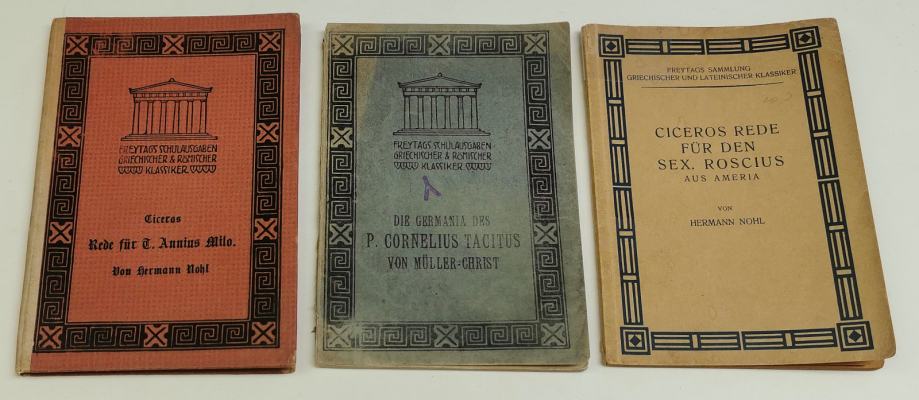 FREYTAGS SCHULAUSGABEN
GRIECHISCHER & RÖMISCHER
KLASSIKER
Ciceros
Rede für T. Annius Milo.
Von Hermann Nohl
FREYTAGS SCHULAUSGABEN
GRIECHISCHER & RÖMISCHER
KLASSIKER
DIE GERMANIA DES
P. CORNELIUS TACITUS
VON MÜLLER-CHRIST
FREYTAGS SAMMLUNG
GRIECHISCHER UND LATEINISCHER KLASSIKER
CICEROS REDE
FÜR DEN
SEX. ROSCIUS
AUS AMERIA
VON
HERMANN NOHL